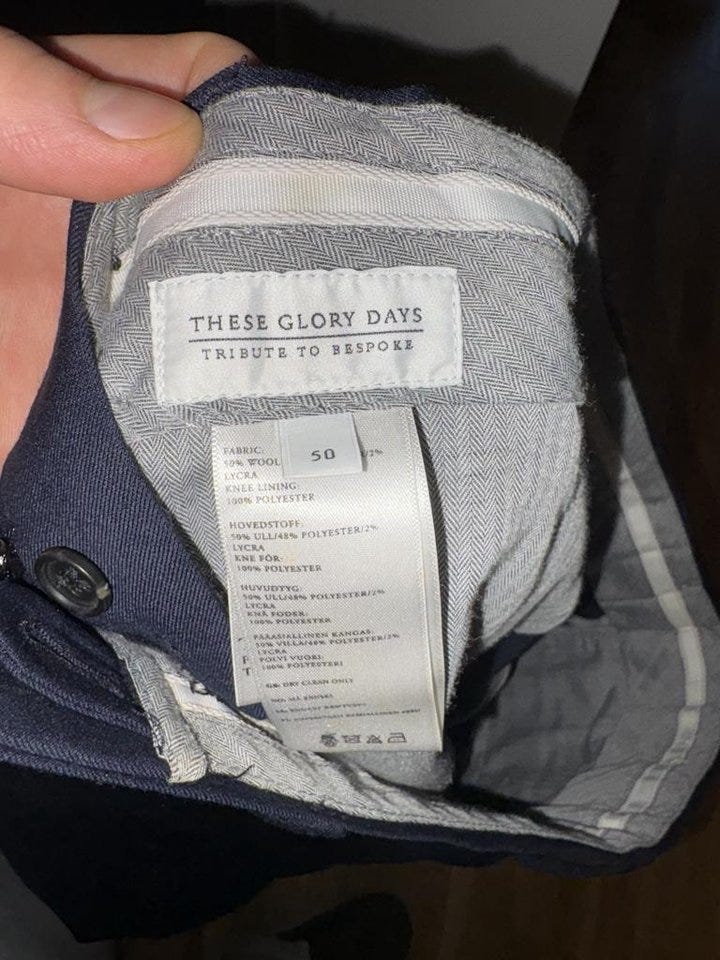 THESE GLORY DAYS
TRIBUTE TO BESPOKE
50
FABRIC:
50% WOOL /2%
LYCRA
KNEE LINING:
100% POLYESTER
HOVEDSTOFF:
50% ULL/48% POLYESTER/2%
LYCRA
KNE FÔR:
100% POLYESTER
HUVUDTYG:
50% ULL/48% POLYESTER/2%
LYCRA
KNÄ FODER:
100% POLYESTER
PÄÄASIALLINEN KANGAS:
50% VILLA/48% POLYESTER/2%
LYCRA
POLVI VUORI:
100% POLYESTERI
GB: DRY CLEAN ONLY